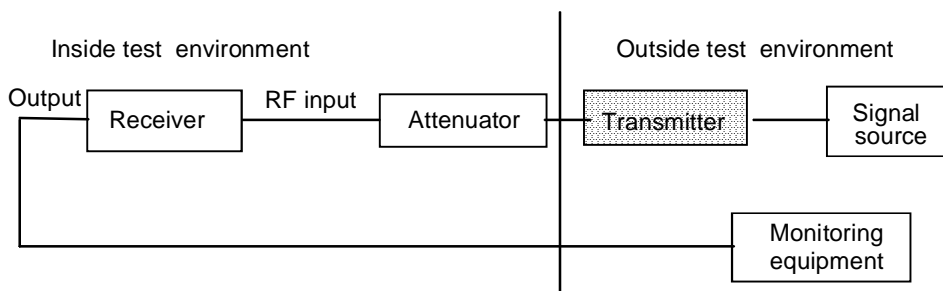 Inside test environment
Outside test environment
Output
RF input
Receiver
Attenuator
Transmitter
Signal
source
Monitoring
equipment